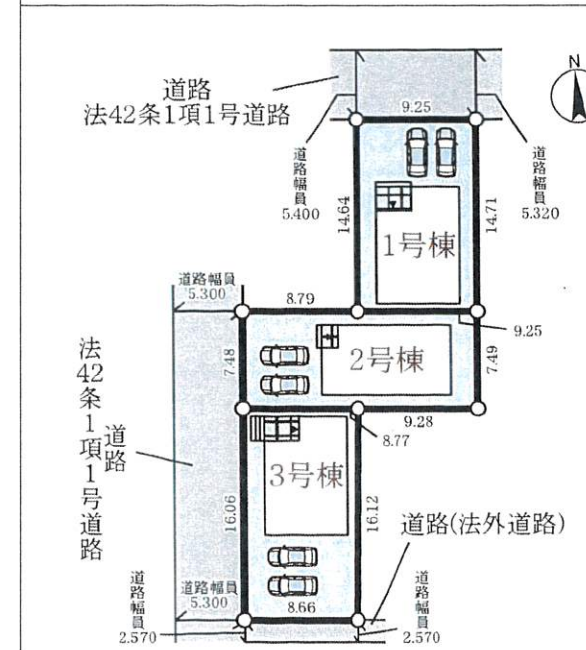 道路
法42条1項1号道路
N
9.25
道路幅員
5.400
道路幅員
5.320
14.64
14.71
1号棟
道路幅員
5.300
8.79
9.25
7.48
7.49
2号棟
9.28
8.77
法42条1項1号道路
道路
3号棟
16.06
16.12
道路(法外道路)
道路幅員
5.300
8.66
道路幅員
2.570
道路幅員
2.570